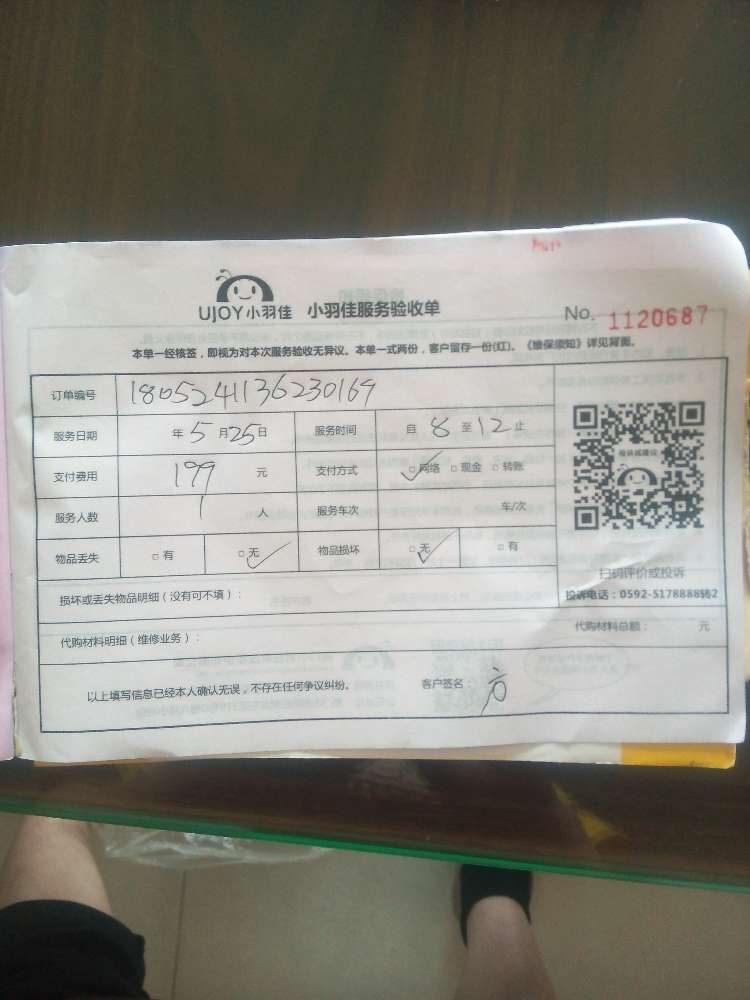 UJOY小羽佳 小羽佳服务验收单 No. 1120687
本单一经核签，即视为对本次服务验收无异议。本单一式两份，客户留存一份(红)。《维保须知》详见背面。
订单编号 1805241136230169
服务日期 年 5 月 25 日 服务时间 自 8 至 12 止
支付费用 199 元 支付方式 □网络 □现金 □转账
服务人数 1 人 服务车次 车/次
物品丢失 □有 □无 物品损坏 □无 □有
投诉或建议
扫码评价或投诉
损坏或丢失物品明细（没有可不填）：
投诉电话：0592-5178888转2
代购材料明细（维修业务）： 代购材料总额： 元
以上填写信息已经本人确认无误，不存在任何争议纠纷。 客户签名 方